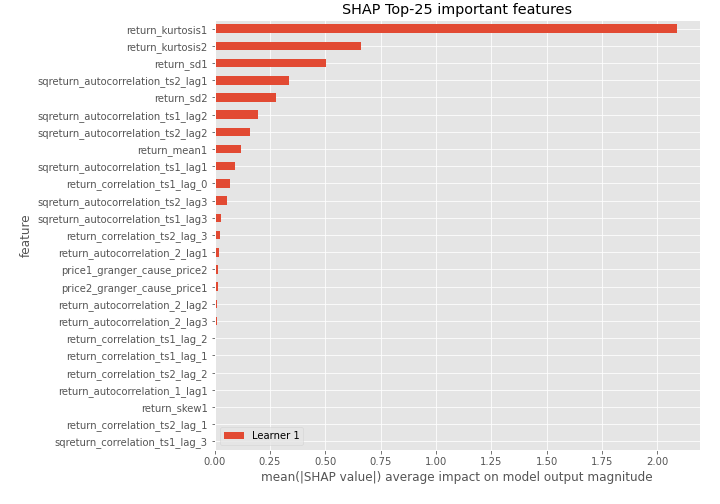 SHAP Top-25 important features
return_kurtosis1
return_kurtosis2
return_sd1
sqreturn_autocorrelation_ts2_lag1
return_sd2
sqreturn_autocorrelation_ts1_lag2
sqreturn_autocorrelation_ts2_lag2
return_mean1
sqreturn_autocorrelation_ts1_lag1
return_correlation_ts1_lag_0
sqreturn_autocorrelation_ts2_lag3
sqreturn_autocorrelation_ts1_lag3
return_correlation_ts2_lag_3
return_autocorrelation_2_lag1
price1_granger_cause_price2
price2_granger_cause_price1
return_autocorrelation_2_lag2
return_autocorrelation_2_lag3
return_correlation_ts1_lag_2
return_correlation_ts1_lag_1
return_correlation_ts2_lag_2
return_autocorrelation_1_lag1
return_skew1
return_correlation_ts2_lag_1
sqreturn_correlation_ts1_lag_3
feature
Learner 1
0.00 0.25 0.50 0.75 1.00 1.25 1.50 1.75 2.00
mean(|SHAP value|) average impact on model output magnitude